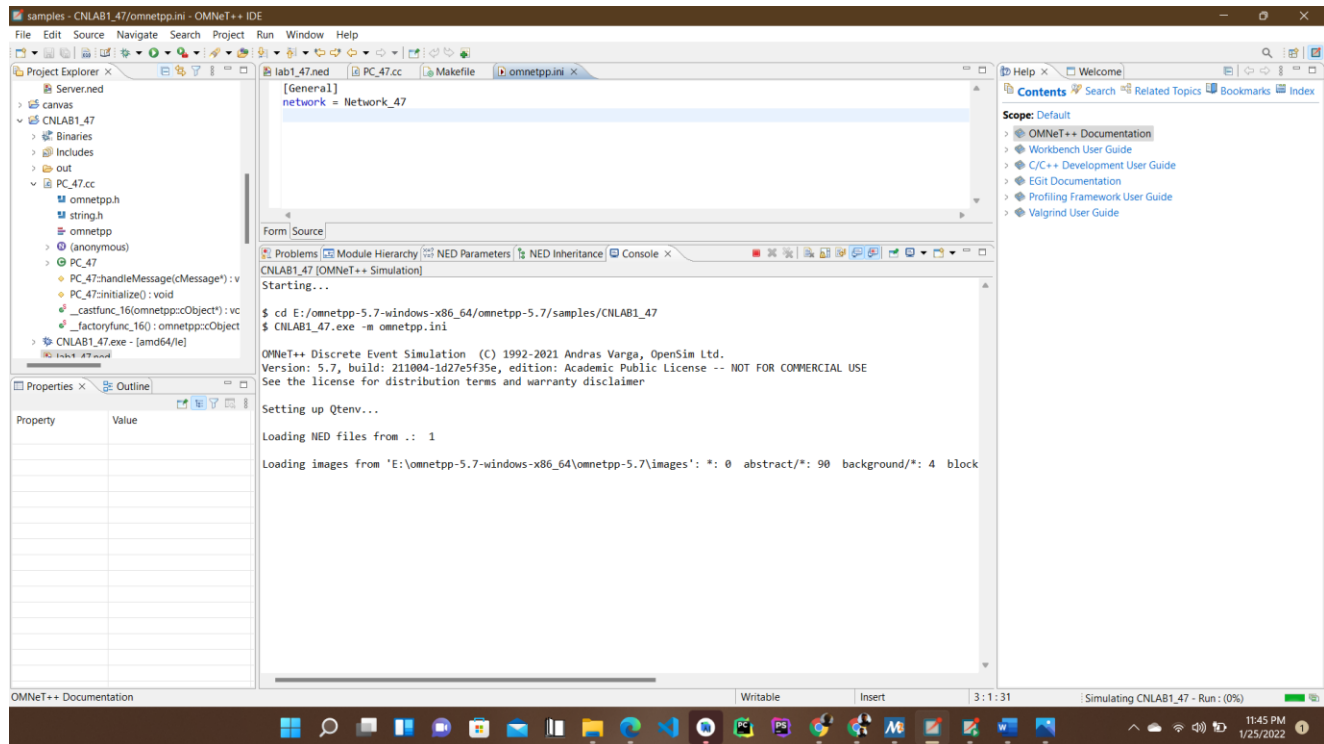 samples - CNLAB1_47/omnetpp.ini - OMNeT++ IDE
File Edit Source Navigate Search Project Run Window Help
Project Explorer
Server.ned
canvas
CNLAB1_47
Binaries
Includes
out
PC_47.cc
omnetpp.h
string.h
omnetpp
(anonymous)
PC_47
PC_47::handleMessage(cMessage*) : v
PC_47::initialize() : void
__castfunc_16(omnetpp::cObject*) : vc
__factoryfunc_16() : omnetpp::cObject
CNLAB1_47.exe - [amd64/le]
lab1_47.ned
Properties Outline
Property Value
lab1_47.ned PC_47.cc Makefile omnetpp.ini
[General]
network = Network_47
Form Source
Problems Module Hierarchy NED Parameters NED Inheritance Console
CNLAB1_47 [OMNeT++ Simulation]
Starting...
$ cd E:/omnetpp-5.7-windows-x86_64/omnetpp-5.7/samples/CNLAB1_47
$ CNLAB1_47.exe -m omnetpp.ini
OMNeT++ Discrete Event Simulation (C) 1992-2021 Andras Varga, OpenSim Ltd.
Version: 5.7, build: 211004-1d27e5f35e, edition: Academic Public License -- NOT FOR COMMERCIAL USE
See the license for distribution terms and warranty disclaimer
Setting up Qtenv...
Loading NED files from .: 1
Loading images from 'E:\omnetpp-5.7-windows-x86_64\omnetpp-5.7\images': *: 0 abstract/*: 90 background/*: 4 block
Help Welcome
Contents Search Related Topics Bookmarks Index
Scope: Default
OMNeT++ Documentation
Workbench User Guide
C/C++ Development User Guide
EGit Documentation
Profiling Framework User Guide
Valgrind User Guide
OMNeT++ Documentation Writable Insert 3 : 1 : 31 Simulating CNLAB1_47 - Run : (0%)
11:45 PM
1/25/2022
1